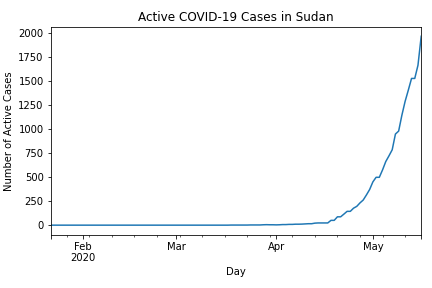 Active COVID-19 Cases in Sudan
Number of Active Cases
2000
1750
1500
1250
1000
750
500
250
0
Feb
2020
Mar
Apr
May
Day